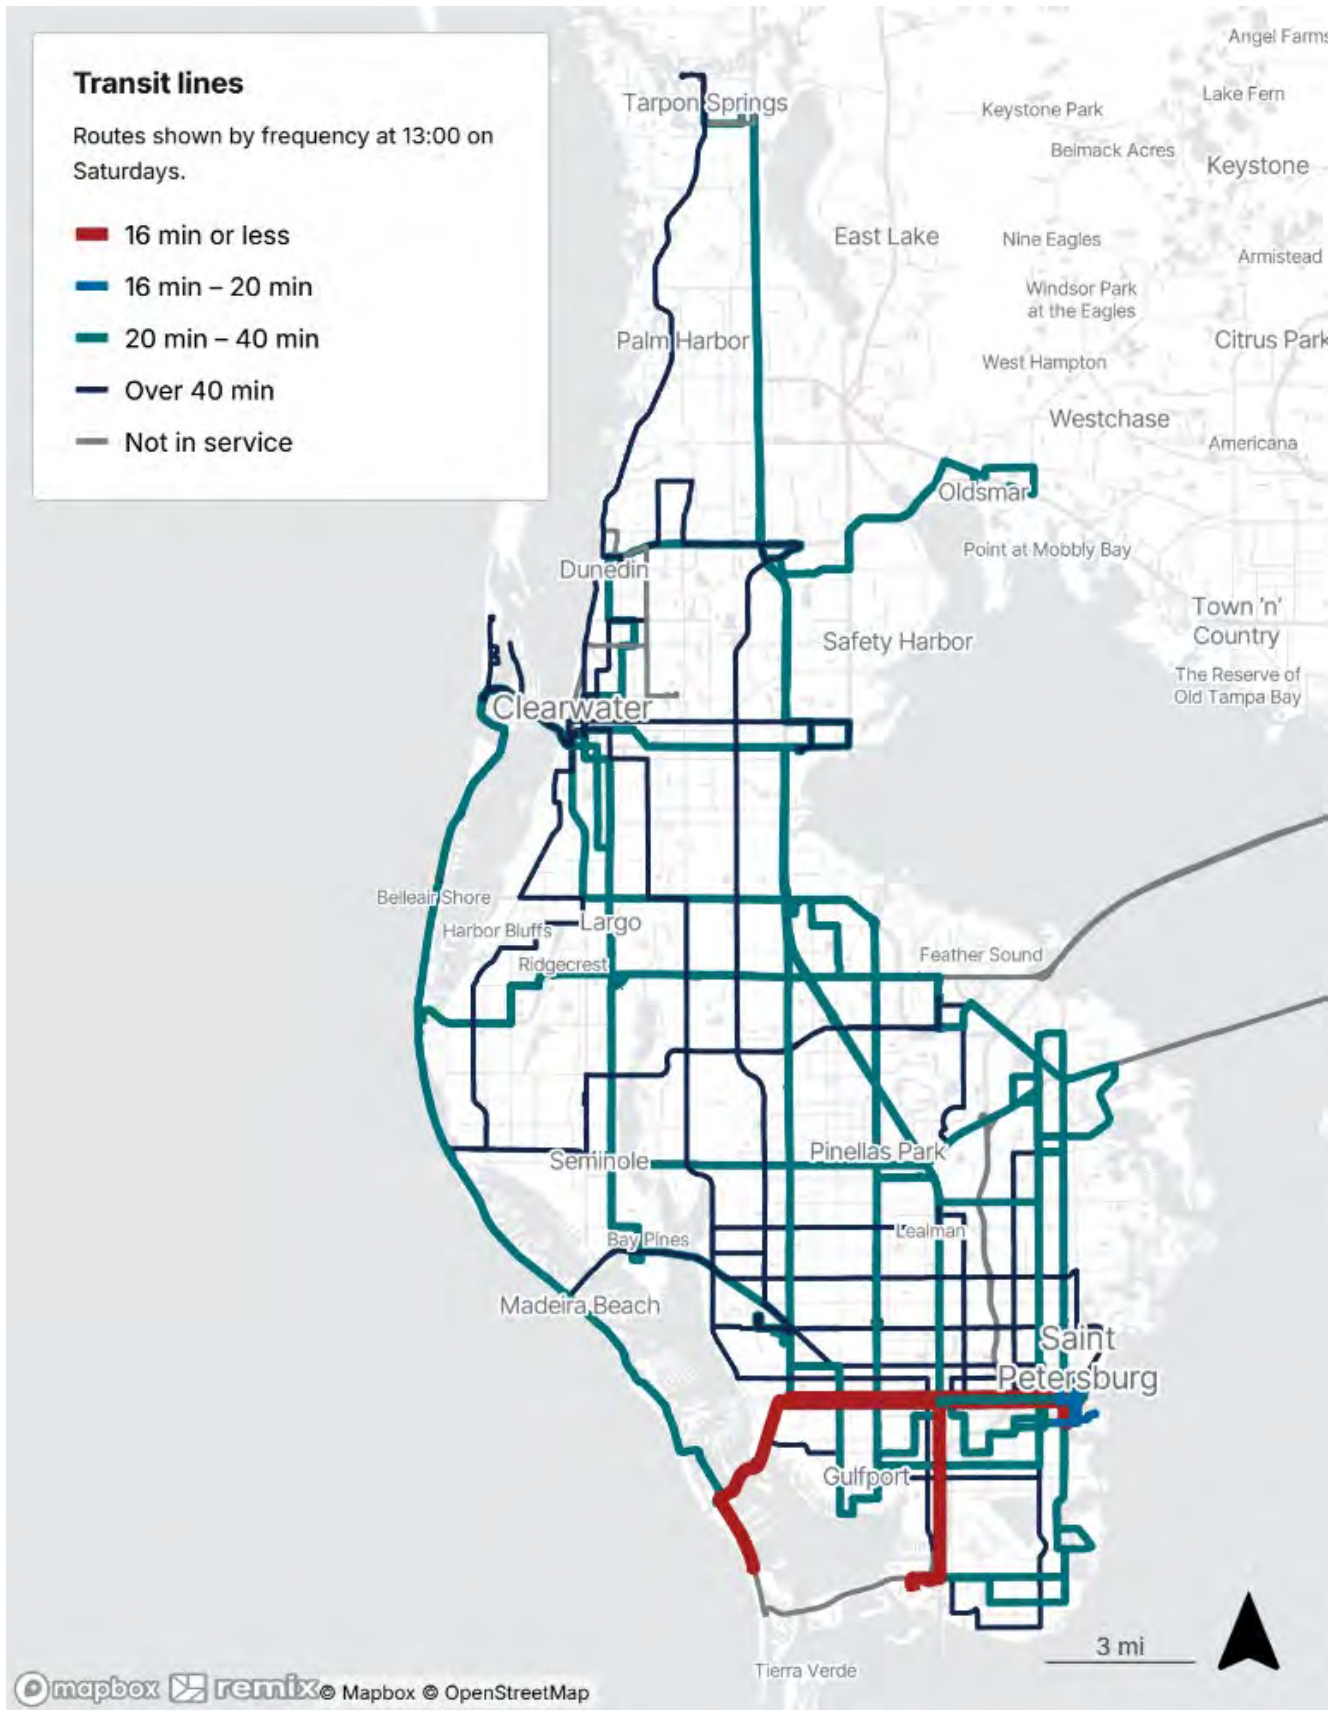 Transit lines
Routes shown by frequency at 13:00 on
Saturdays.
16 min or less
16 min – 20 min
20 min – 40 min
Over 40 min
Not in service
Angel Farms
Lake Fern
Tarpon Springs
Keystone Park
Belmack Acres
Keystone
East Lake
Nine Eagles
Armistead
Windsor Park
at the Eagles
Palm Harbor
Citrus Park
West Hampton
Westchase
Americana
Oldsmar
Point at Mobbly Bay
Dunedin
Town 'n'
Country
Safety Harbor
The Reserve of
Old Tampa Bay
Clearwater
Belleair Shore
Largo
Harbor Bluffs
Feather Sound
Ridgecrest
Pinellas Park
Seminole
Lealman
Bay Pines
Madeira Beach
Saint
Petersburg
Gulfport
3 mi
Tierra Verde
mapbox remix © Mapbox © OpenStreetMap